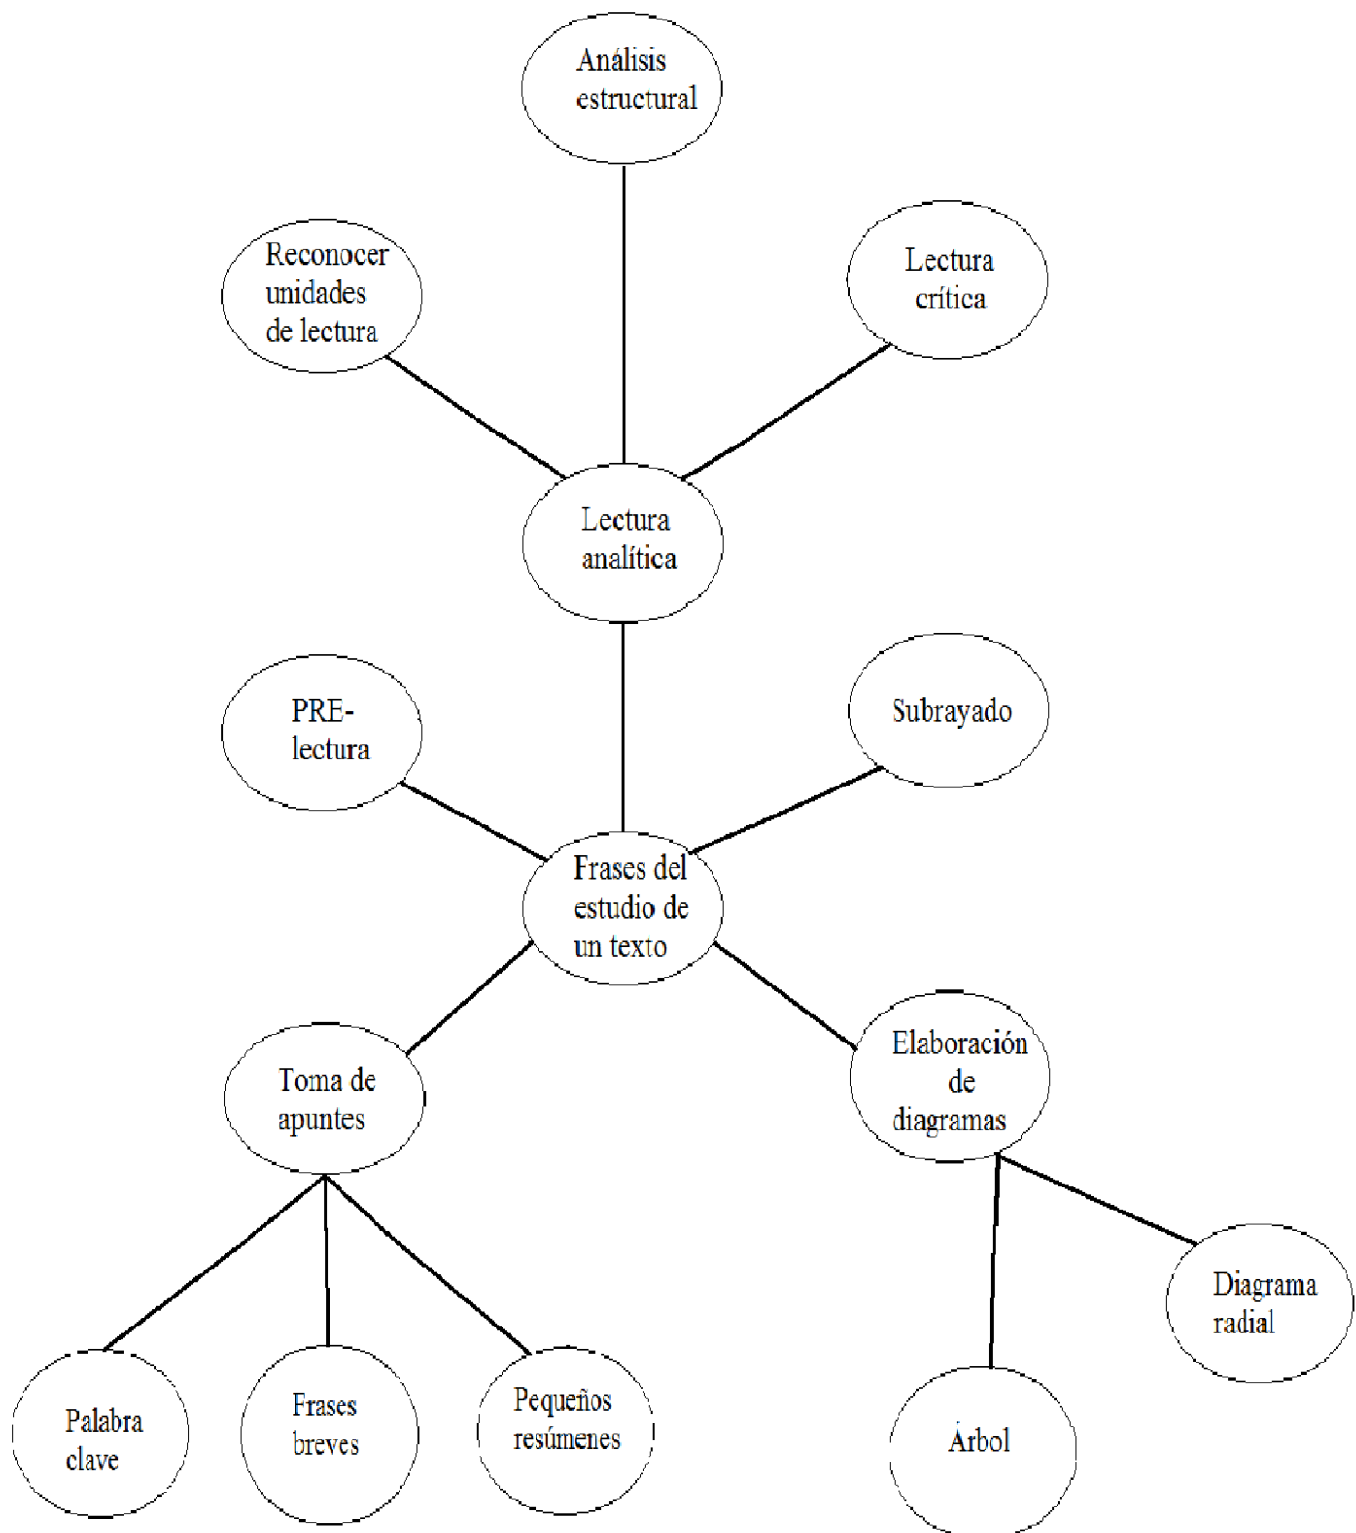 Análisis
estructural
Reconocer
unidades
de lectura
Lectura
crítica
Lectura
analítica
PRE-
lectura
Subrayado
Frases del
estudio de
un texto
Toma de
apuntes
Elaboración
de
diagramas
Diagrama
radial
Palabra
clave
Frases
breves
Pequeños
resúmenes
Árbol